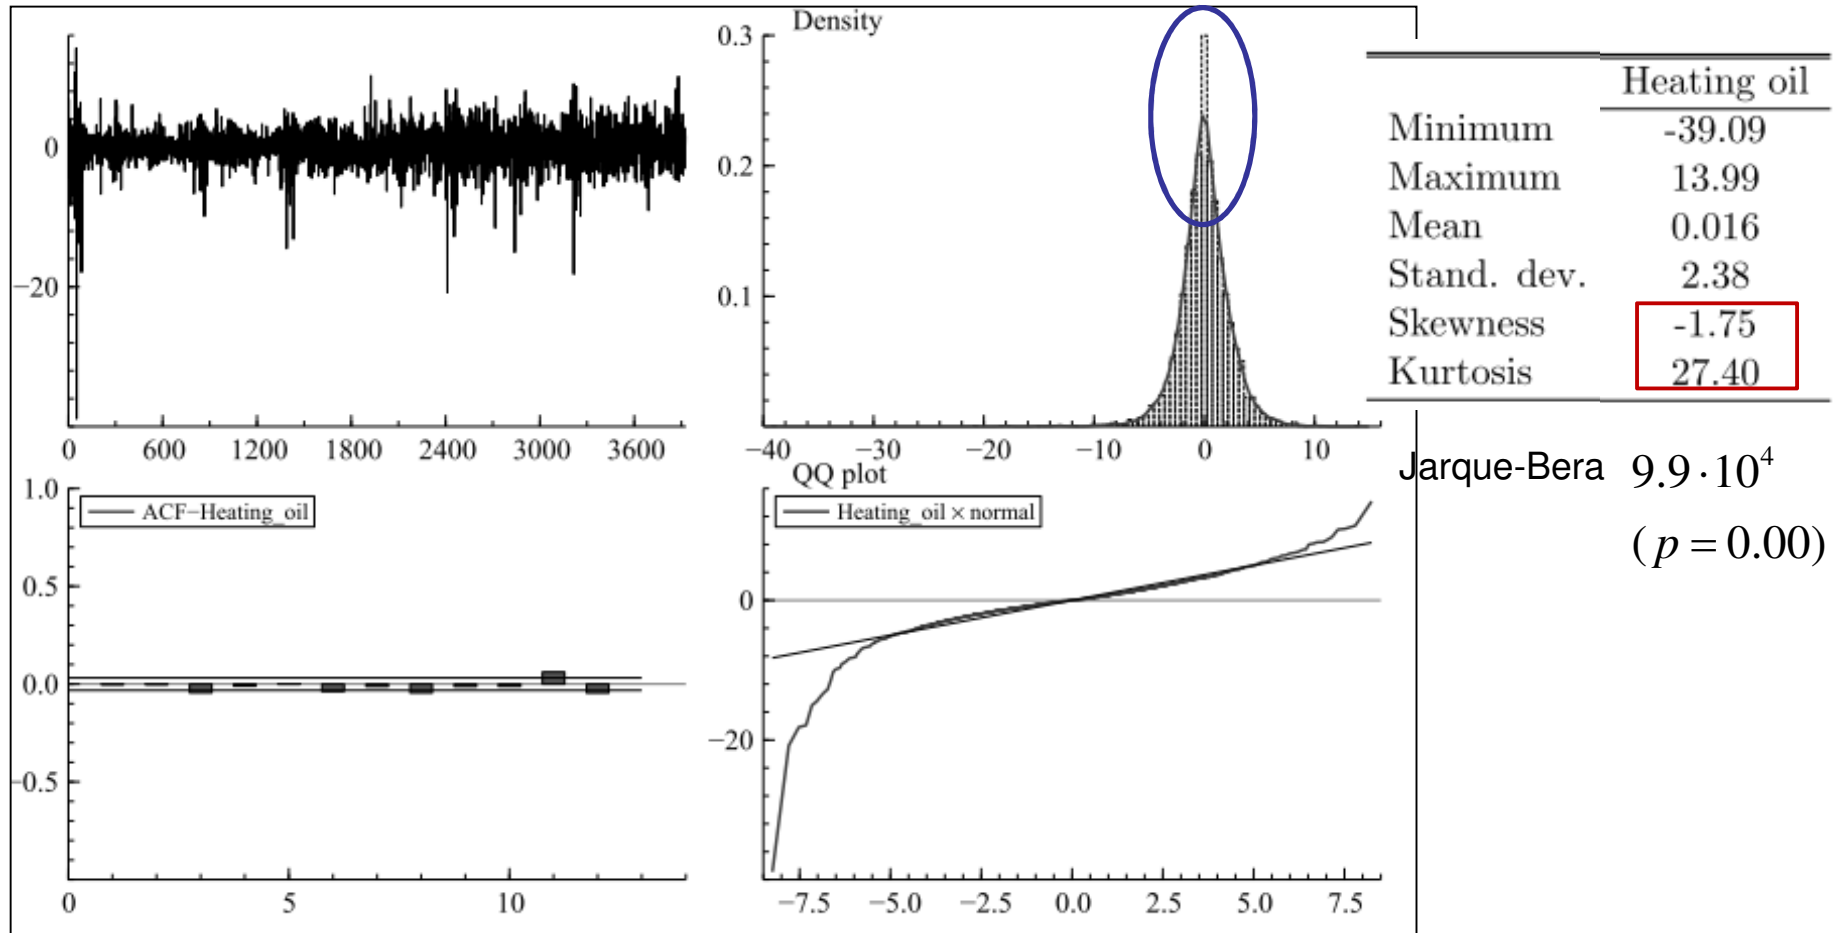 0
−20
0
600
1200
1800
2400
3000
3600
Density
0.3
0.2
0.1
−40
−30
−20
−10
0
10
Heating oil
Minimum -39.09
Maximum 13.99
Mean 0.016
Stand. dev. 2.38
Skewness -1.75
Kurtosis 27.40
Jarque-Bera 9.9·10⁴
(p = 0.00)
ACF−Heating_oil
1.0
0.5
0.0
−0.5
0
5
10
QQ plot
Heating_oil × normal
0
−20
−7.5
−5.0
−2.5
0.0
2.5
5.0
7.5